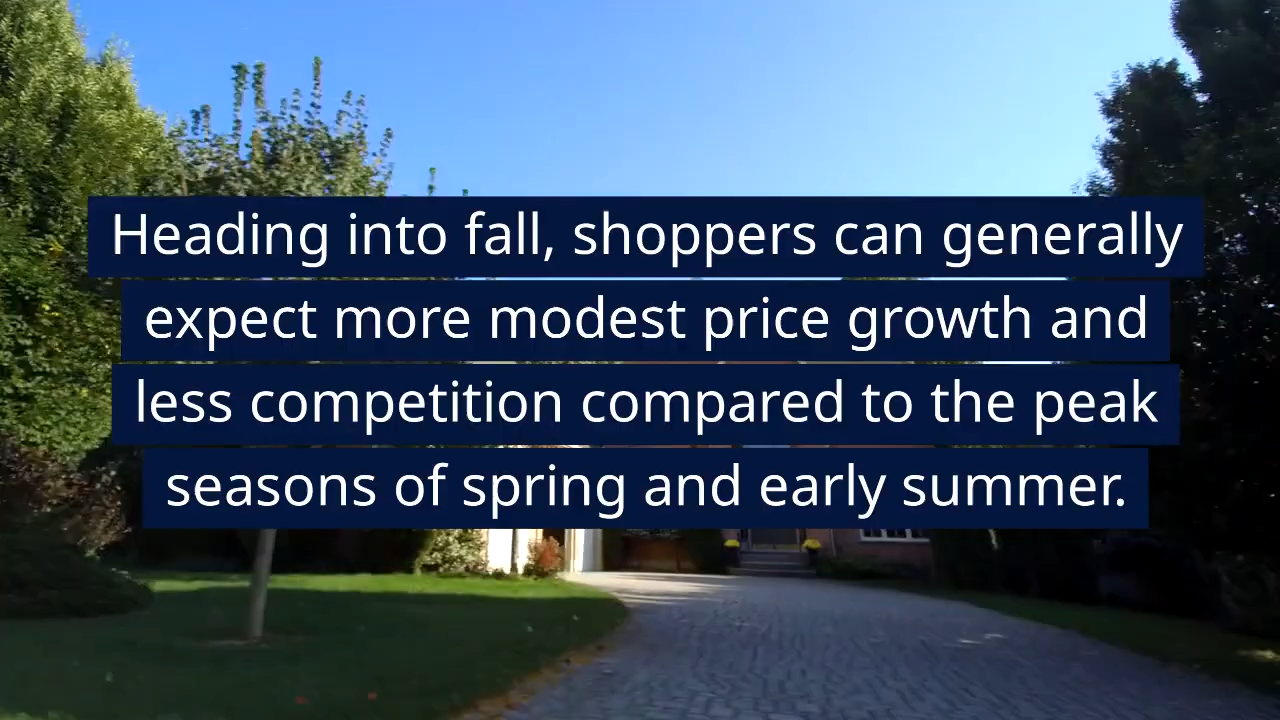 Heading into fall, shoppers can generally
expect more modest price growth and
less competition compared to the peak
seasons of spring and early summer.